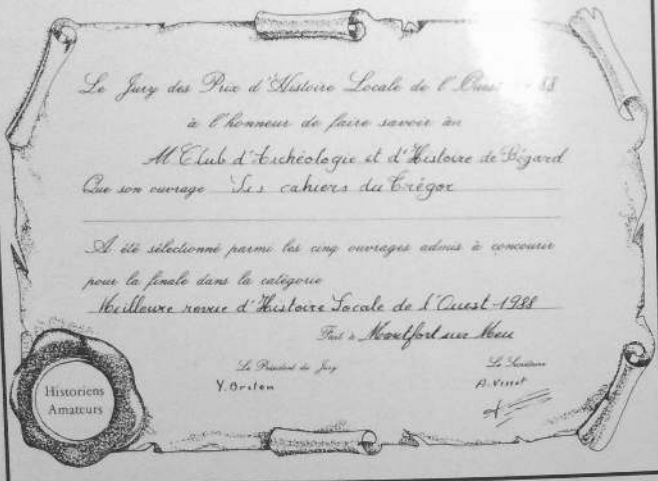 Le Jury des Prix d'Histoire Locale de l'Ouest 88
à l'honneur de faire savoir au
M Club d'Archéologie et d'Histoire de Bégard
Que son ouvrage Les cahiers du Trégor
A été sélectionné parmi les cinq ouvrages admis à concourir
pour la finale dans la catégorie
Meilleure revue d'Histoire Locale de l'Ouest-1988
Fait à Montfort sur Meu
Le Président du Jury
Le Secrétaire
A. Visset
Historiens
Amateurs